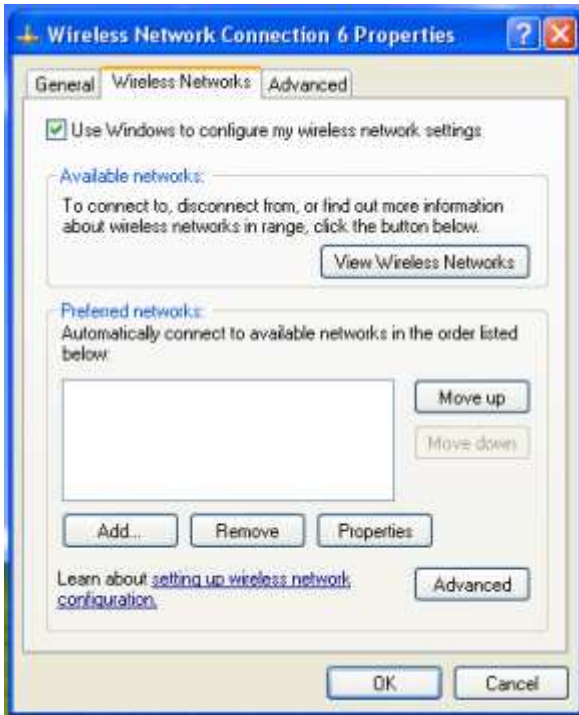 Wireless Network Connection 6 Properties
General Wireless Networks Advanced
Use Windows to configure my wireless network settings
Available networks:
To connect to, disconnect from, or find out more information
about wireless networks in range, click the button below.
View Wireless Networks
Preferred networks:
Automatically connect to available networks in the order listed
below:
Move up
Move down
Add... Remove Properties
Learn about setting up wireless network
configuration.
Advanced
OK Cancel